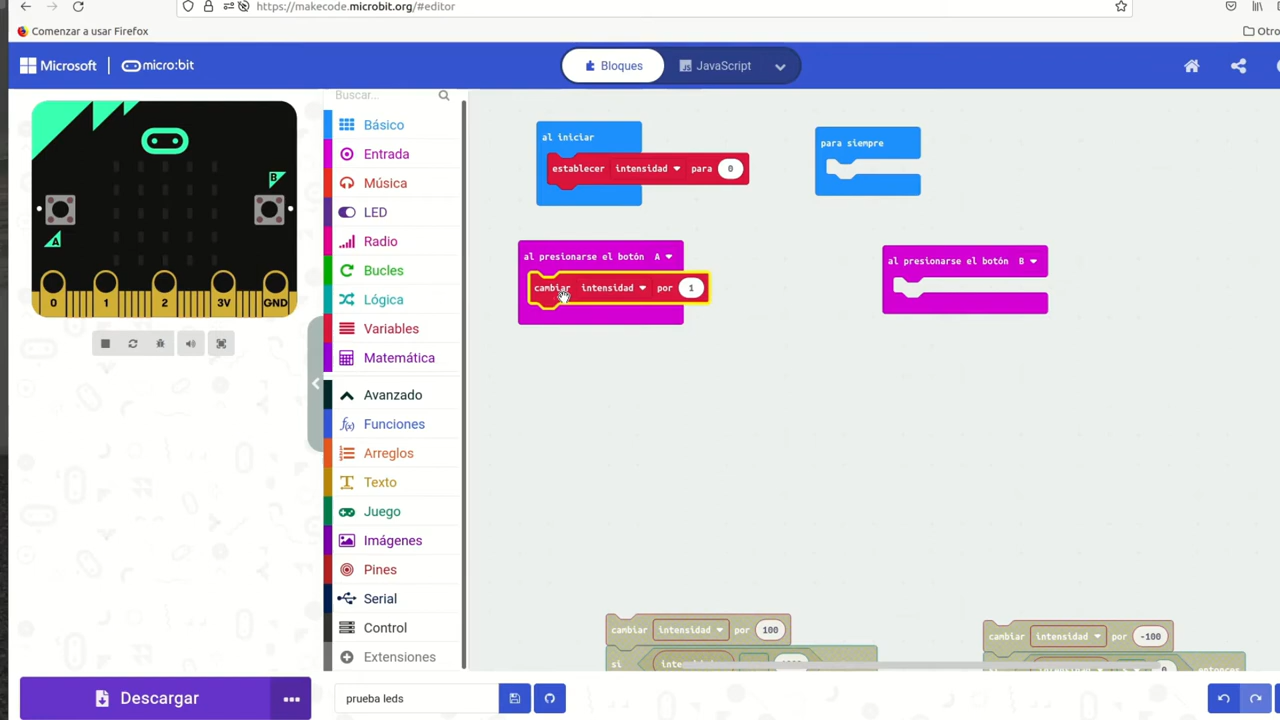 https://makecode.microbit.org/#editor
Comenzar a usar Firefox
Otro
Microsoft
micro:bit
Bloques
JavaScript
A
B
0
1
2
3V
GND
Buscar...
Básico
Entrada
Música
LED
Radio
Bucles
Lógica
Variables
Matemática
Avanzado
Funciones
Arreglos
Texto
Juego
Imágenes
Pines
Serial
Control
Extensiones
al iniciar
establecer intensidad para 0
para siempre
al presionarse el botón A
cambiar intensidad por 1
al presionarse el botón B
cambiar intensidad por 100
si
cambiar intensidad por -100
0 entonces
Descargar
prueba leds